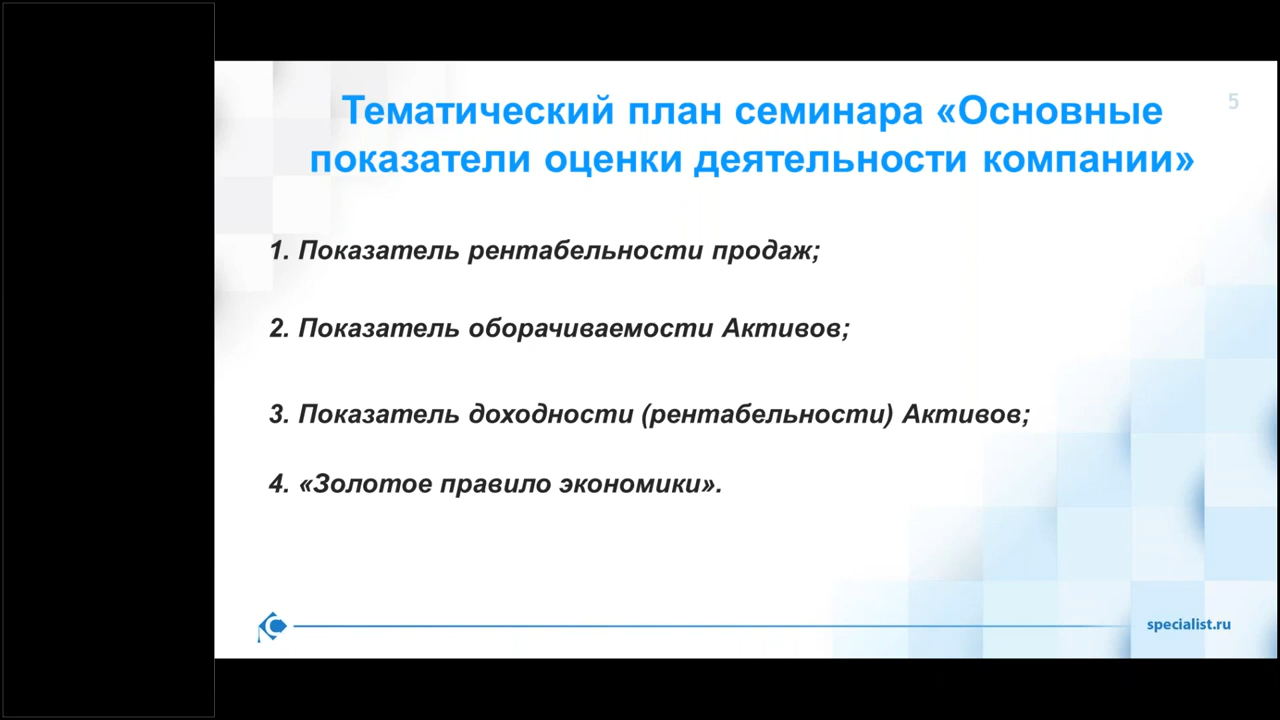 Тематический план семинара «Основные
показатели оценки деятельности компании»
5
1. Показатель рентабельности продаж;
2. Показатель оборачиваемости Активов;
3. Показатель доходности (рентабельности) Активов;
4. «Золотое правило экономики».
specialist.ru